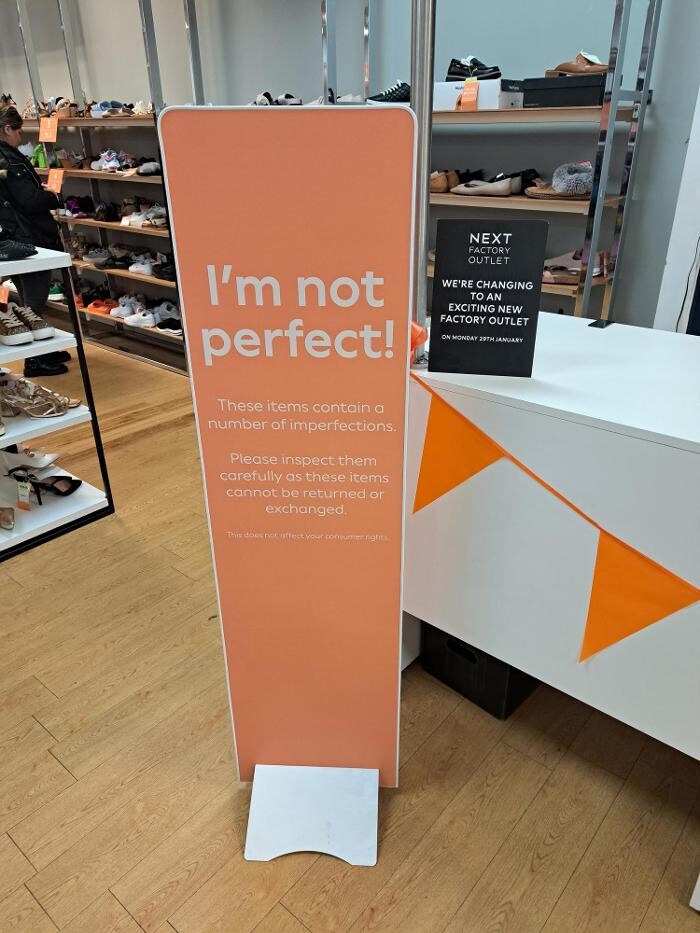 I'm not
perfect!
These items contain a
number of imperfections.
Please inspect them
carefully as these items
cannot be returned or
exchanged.
This does not affect your consumer rights.
NEXT
FACTORY
OUTLET
WE'RE CHANGING
TO AN
EXCITING NEW
FACTORY OUTLET
ON MONDAY 29TH JANUARY